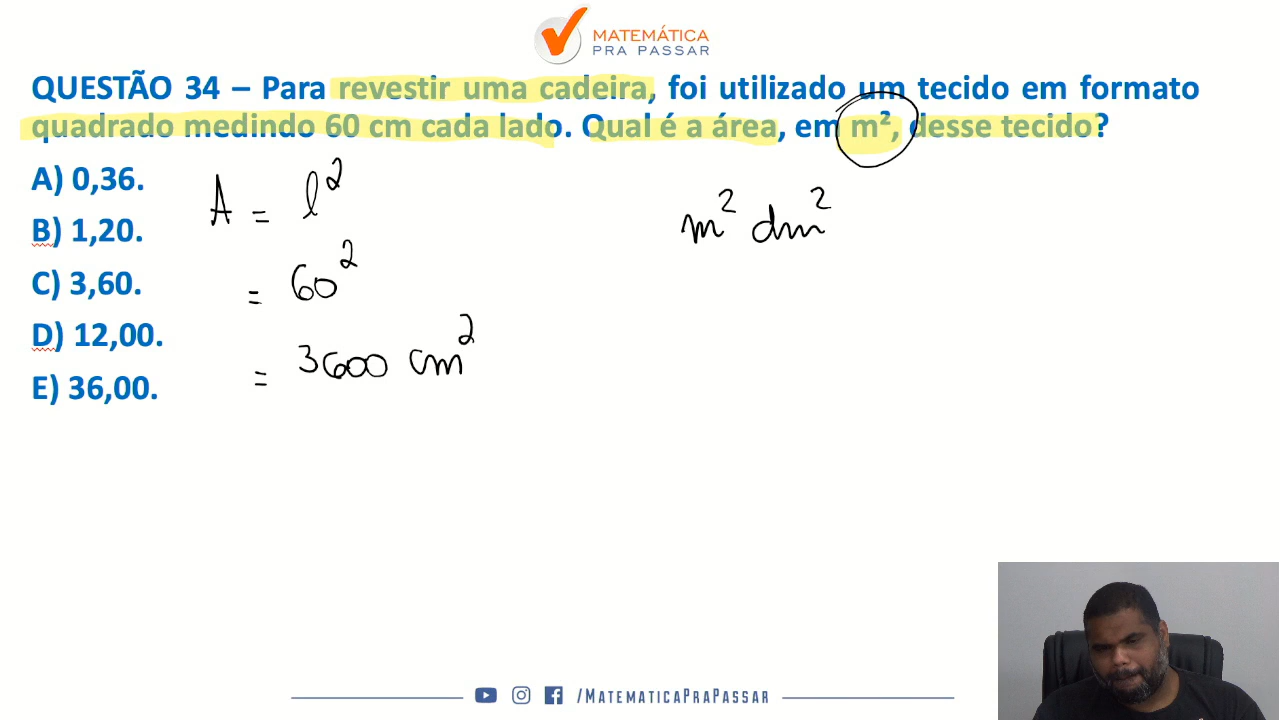 MATEMÁTICA
PRA PASSAR
QUESTÃO 34 – Para revestir uma cadeira, foi utilizado um tecido em formato
quadrado medindo 60 cm cada lado. Qual é a área, em m², desse tecido?
A) 0,36.
B) 1,20.
C) 3,60.
D) 12,00.
E) 36,00.
A = l²
= 60²
= 3600 cm²
m² dm²
/MatematicaPraPassar